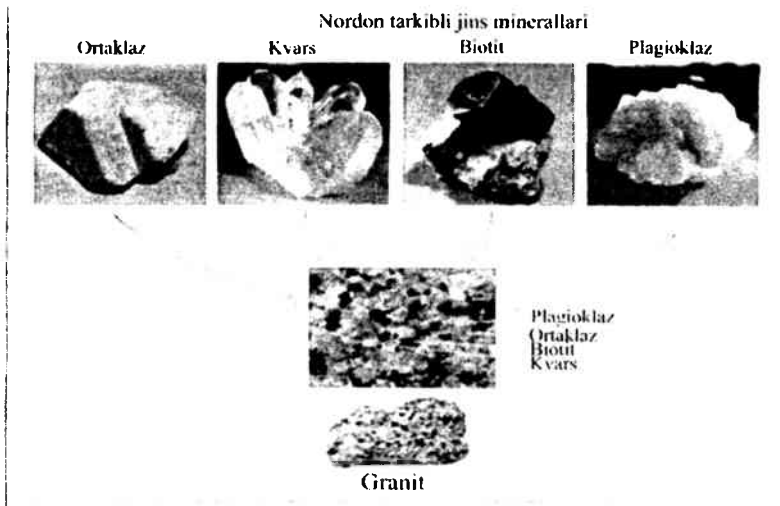 Nordon tarkibli jins minerallari
Ortaklaz Kvars Biotit Plagioklaz
Plagioklaz
Ortaklaz
Biotit
Kvars
Granit